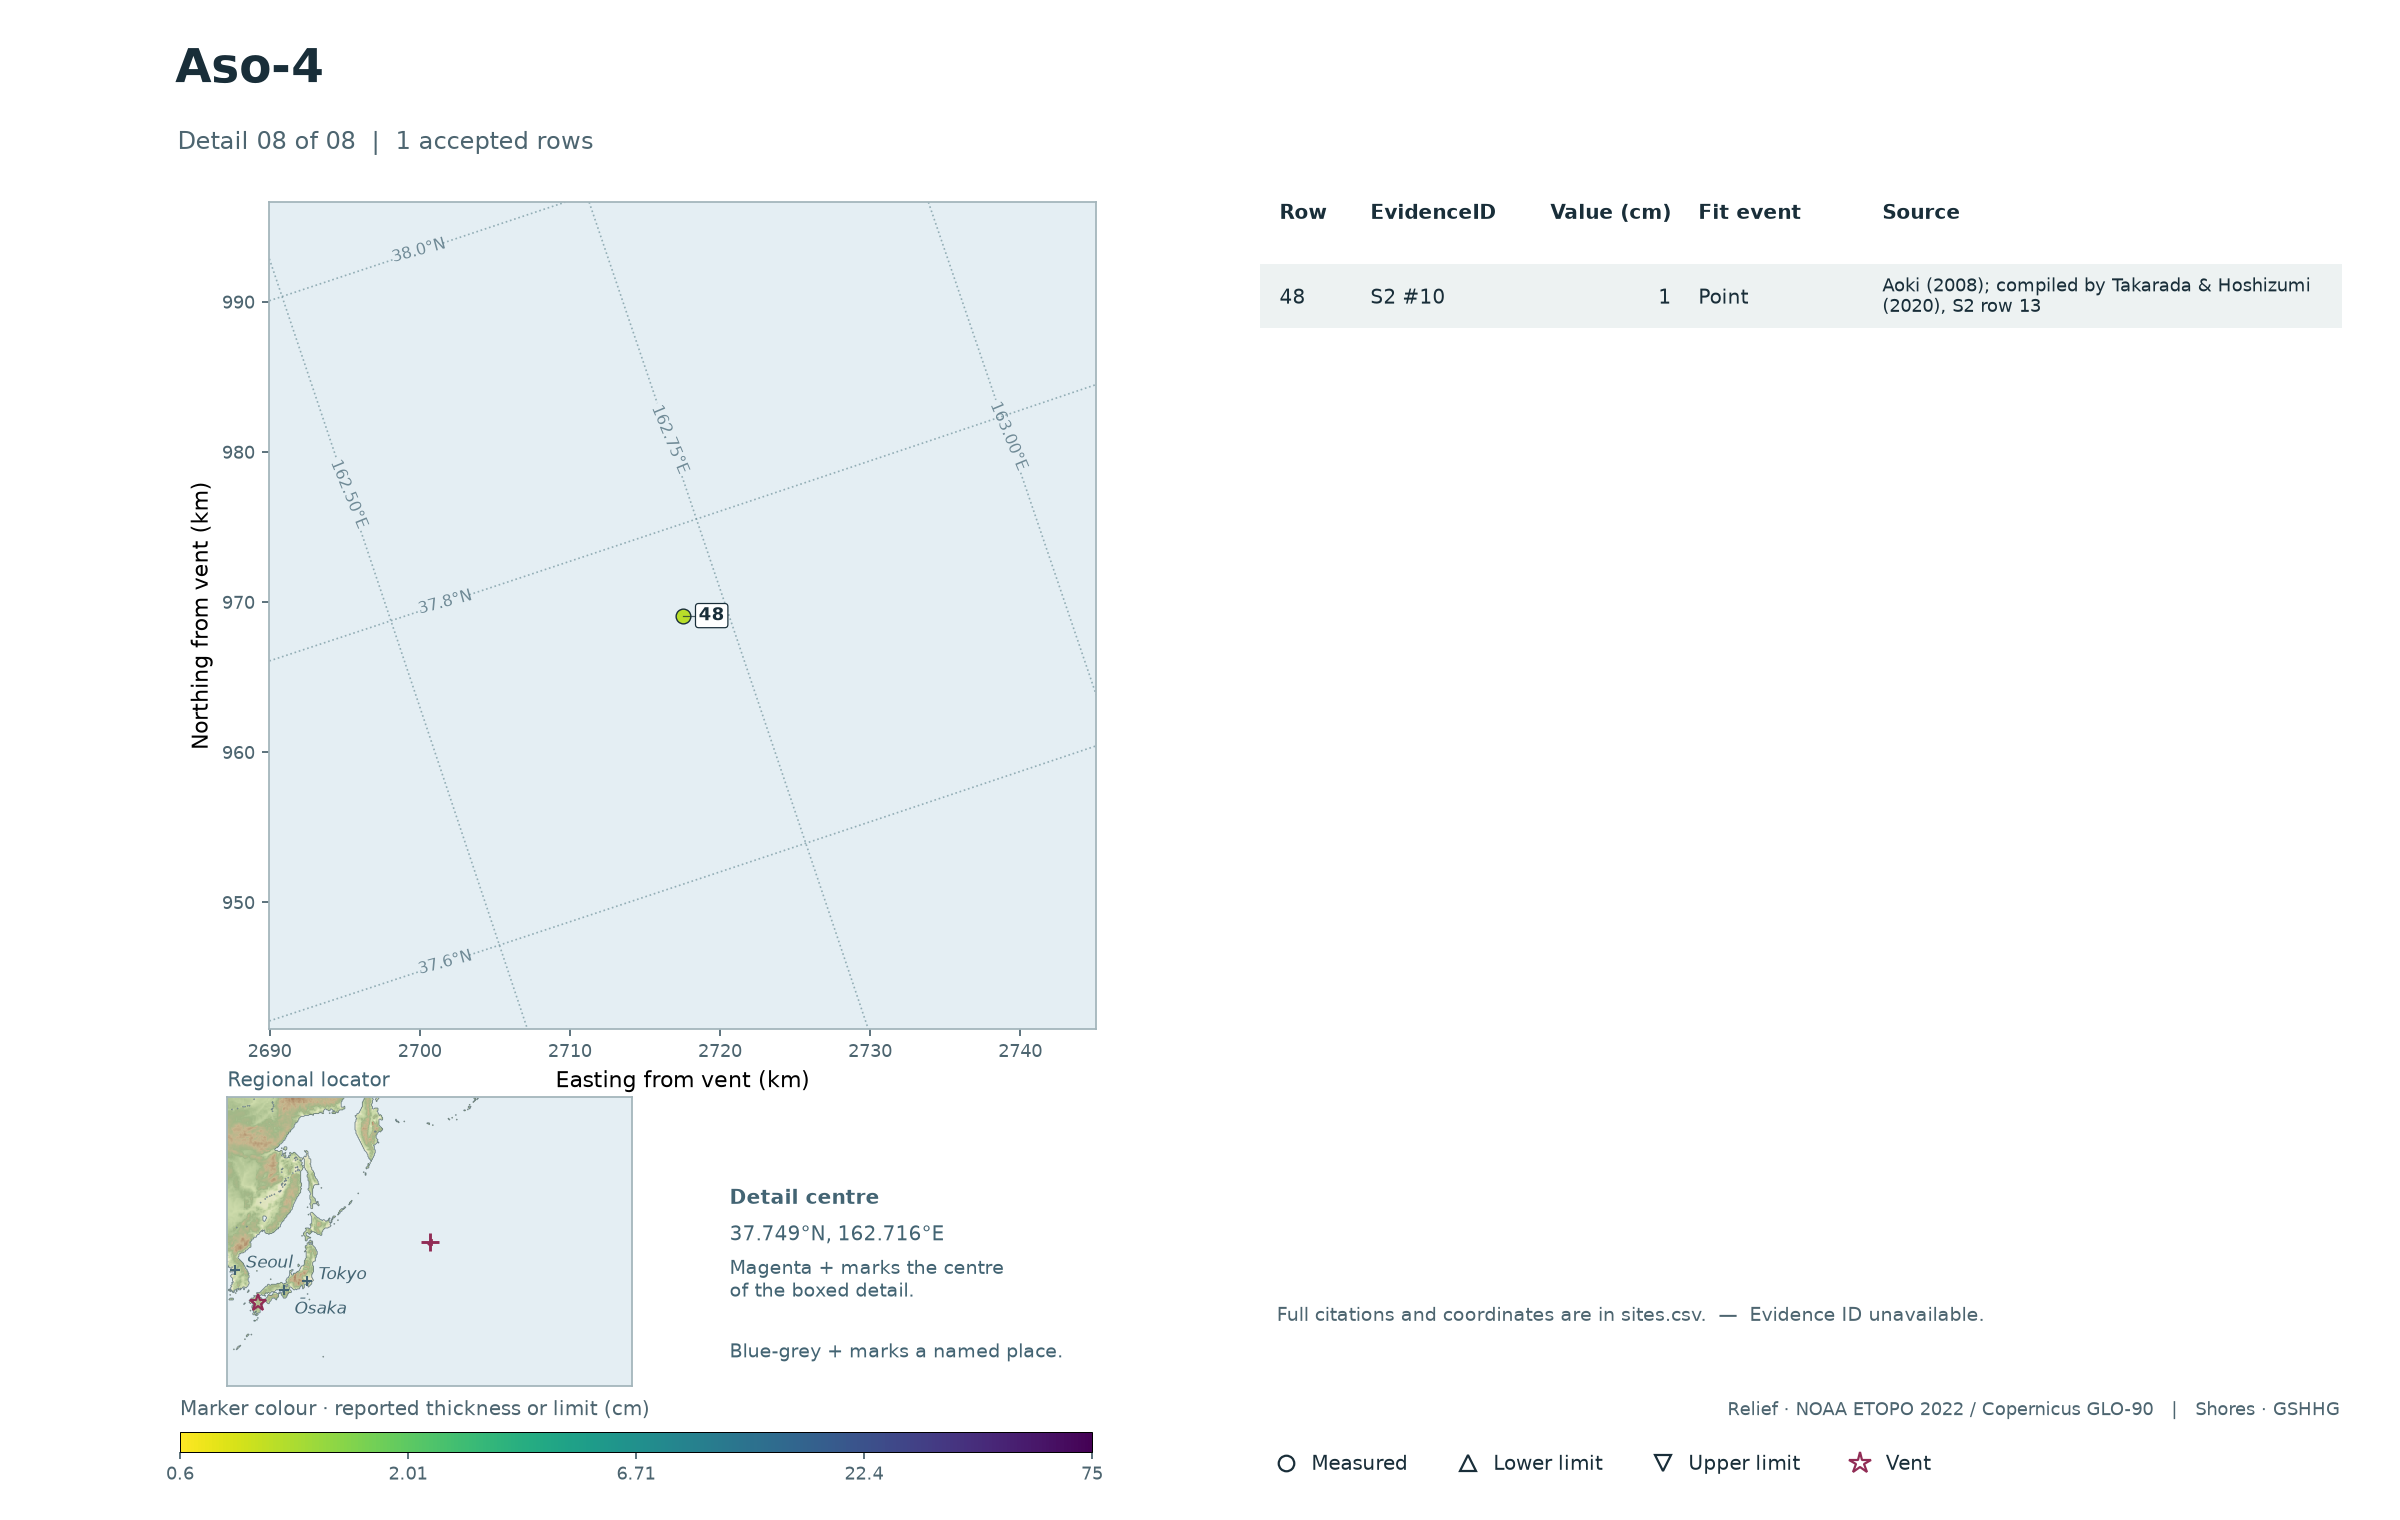 Aso-4
Detail 08 of 08  |  1 accepted rows
Row EvidenceID Value (cm) Fit event Source
48 S2 #10 1 Point Aoki (2008); compiled by Takarada & Hoshizumi
(2020), S2 row 13
38.0°N
162.50°E
162.75°E
163.00°E
37.8°N
48
37.6°N
990
980
970
960
950
Northing from vent (km)
2690 2700 2710 2720 2730 2740
Easting from vent (km)
Regional locator
Seoul
Tokyo
Ōsaka
Detail centre
37.749°N, 162.716°E
Magenta + marks the centre
of the boxed detail.
Blue-grey + marks a named place.
Full citations and coordinates are in sites.csv.  —  Evidence ID unavailable.
Marker colour · reported thickness or limit (cm)
0.6 2.01 6.71 22.4 75
Relief · NOAA ETOPO 2022 / Copernicus GLO-90  |  Shores · GSHHG
Measured Lower limit Upper limit Vent